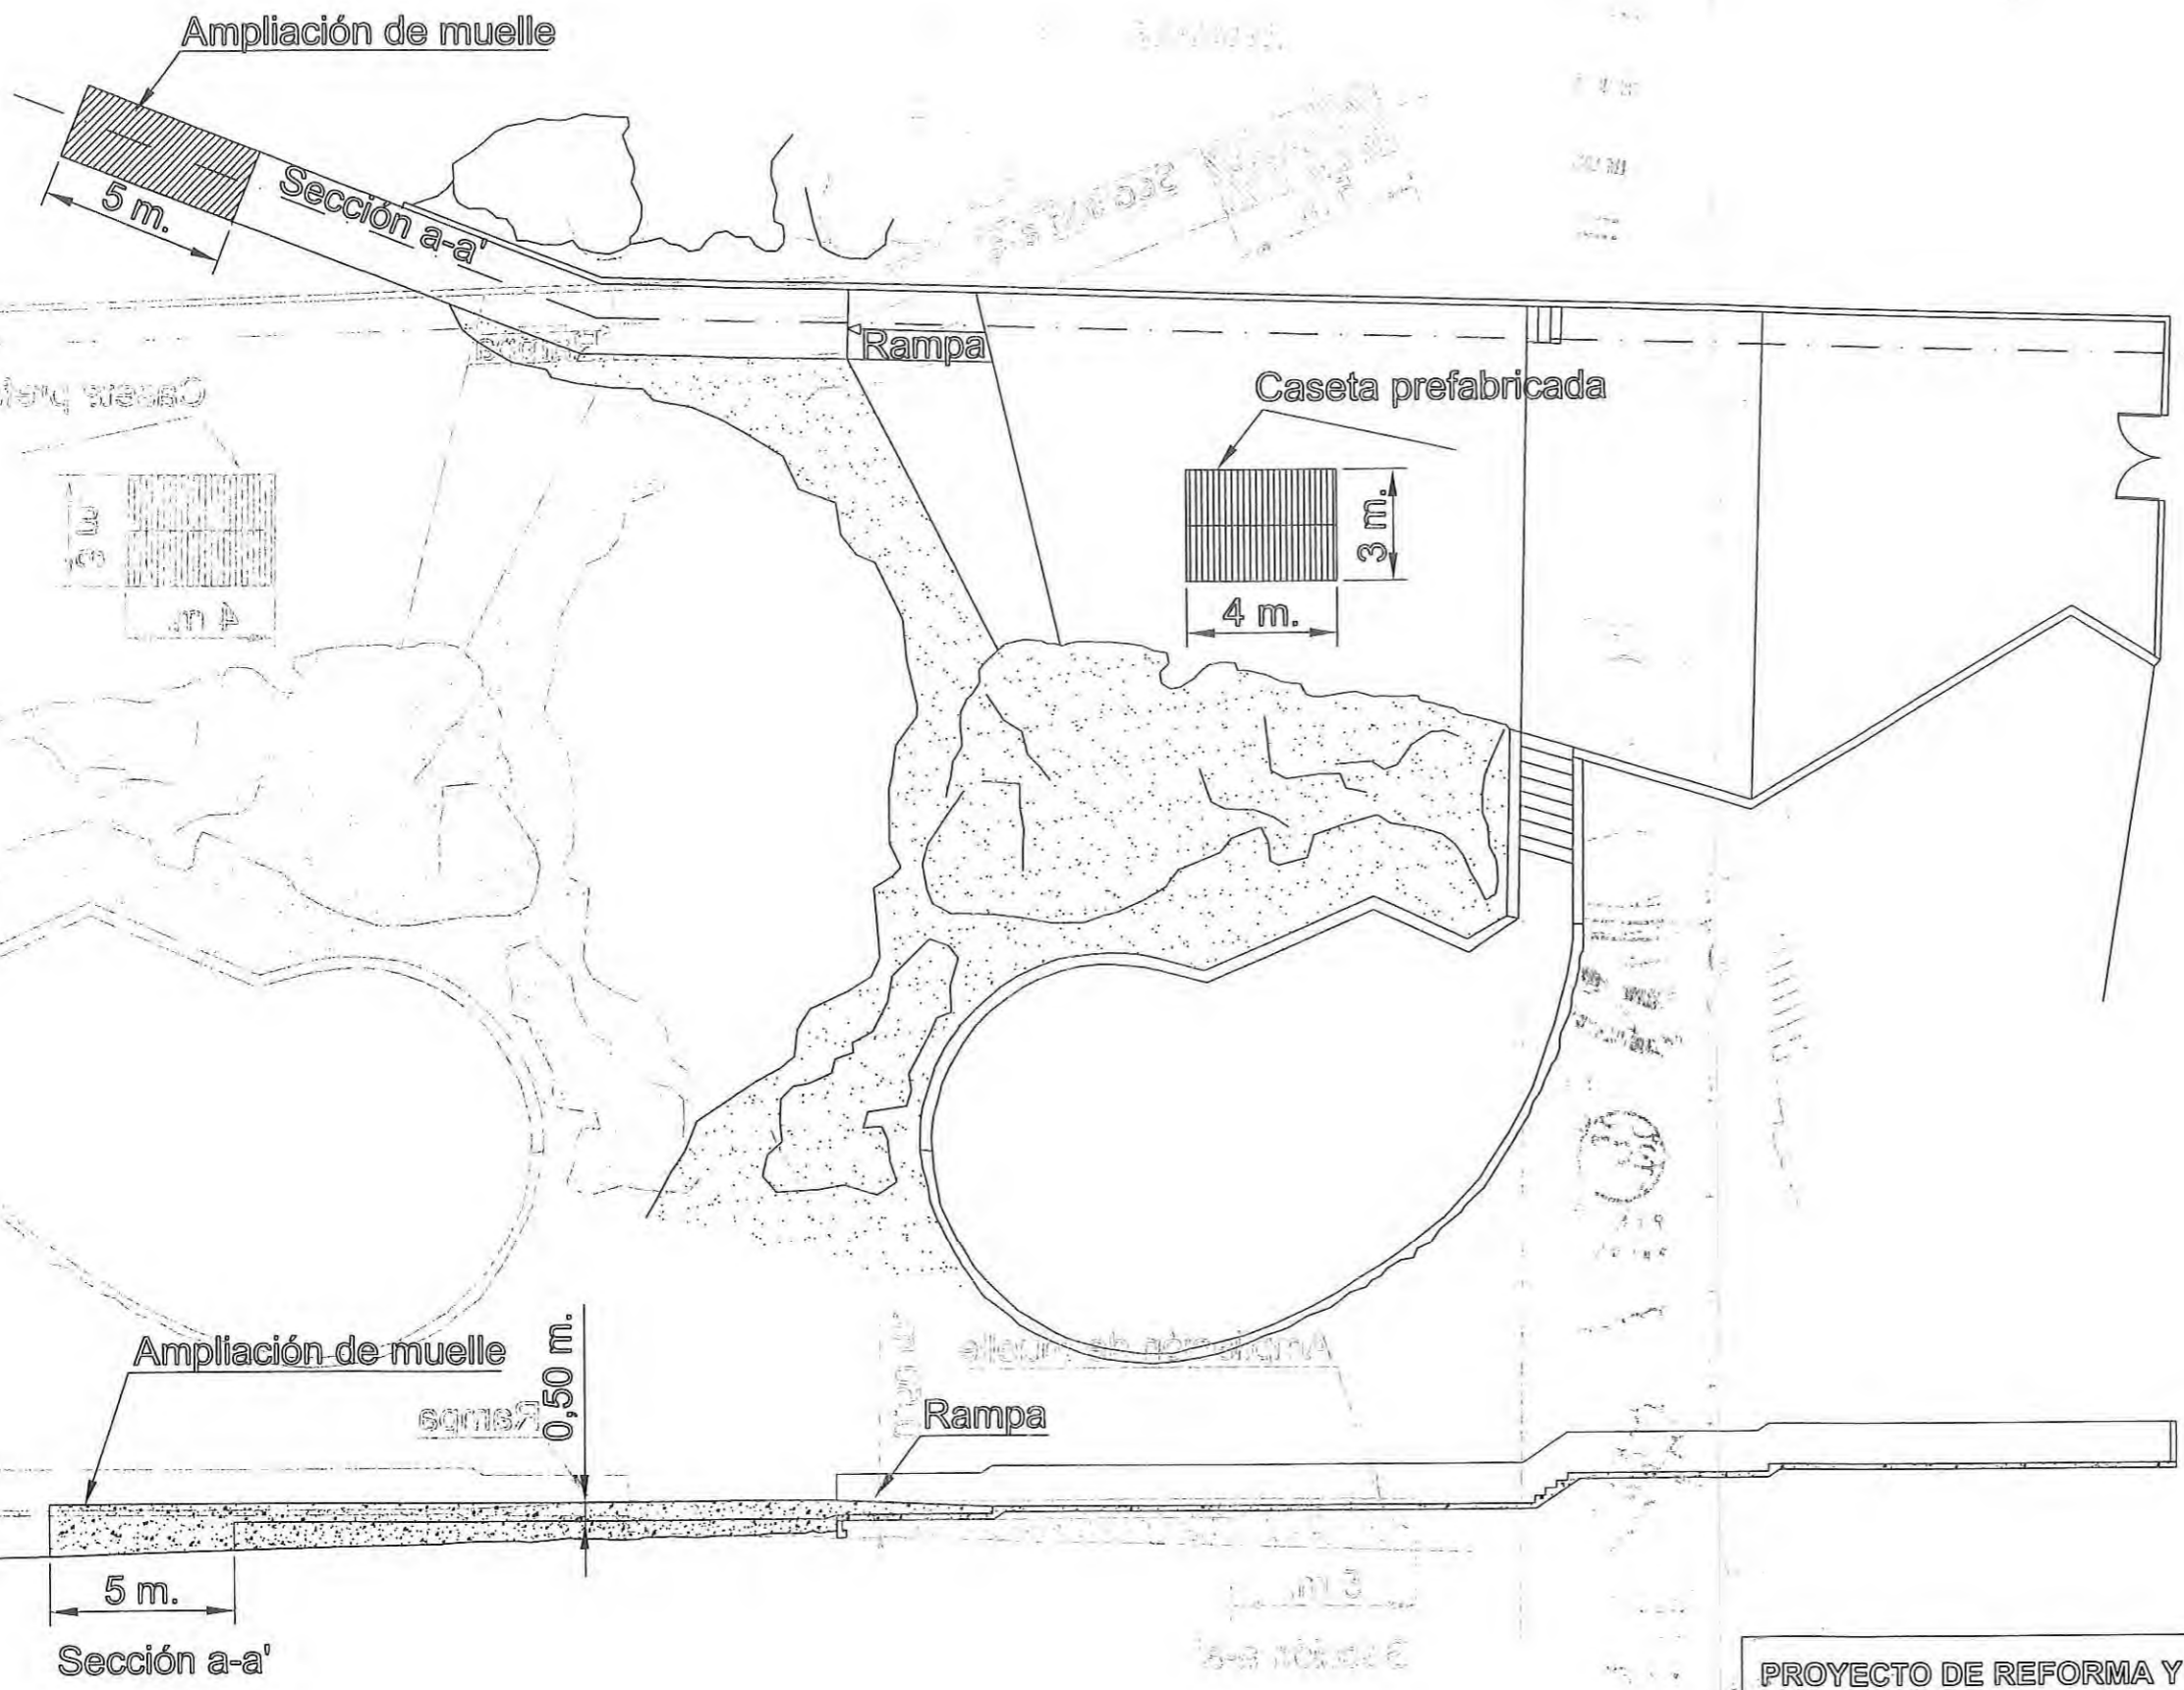 Ampliación de muelle
5 m.
Sección a-a'
Rampa
Caseta prefabricada
3 m.
4 m.
Ampliación de muelle
0,50 m.
Rampa
5 m.
Sección a-a'
PROYECTO DE REFORMA Y